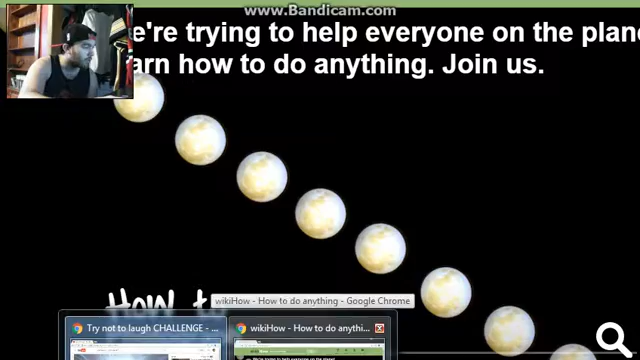 www.Bandicam.com
e're trying to help everyone on the plane
arn how to do anything. Join us.
How t
wikiHow - How to do anything - Google Chrome
Try not to laugh CHALLENGE - ...
wikiHow - How to do anythi...